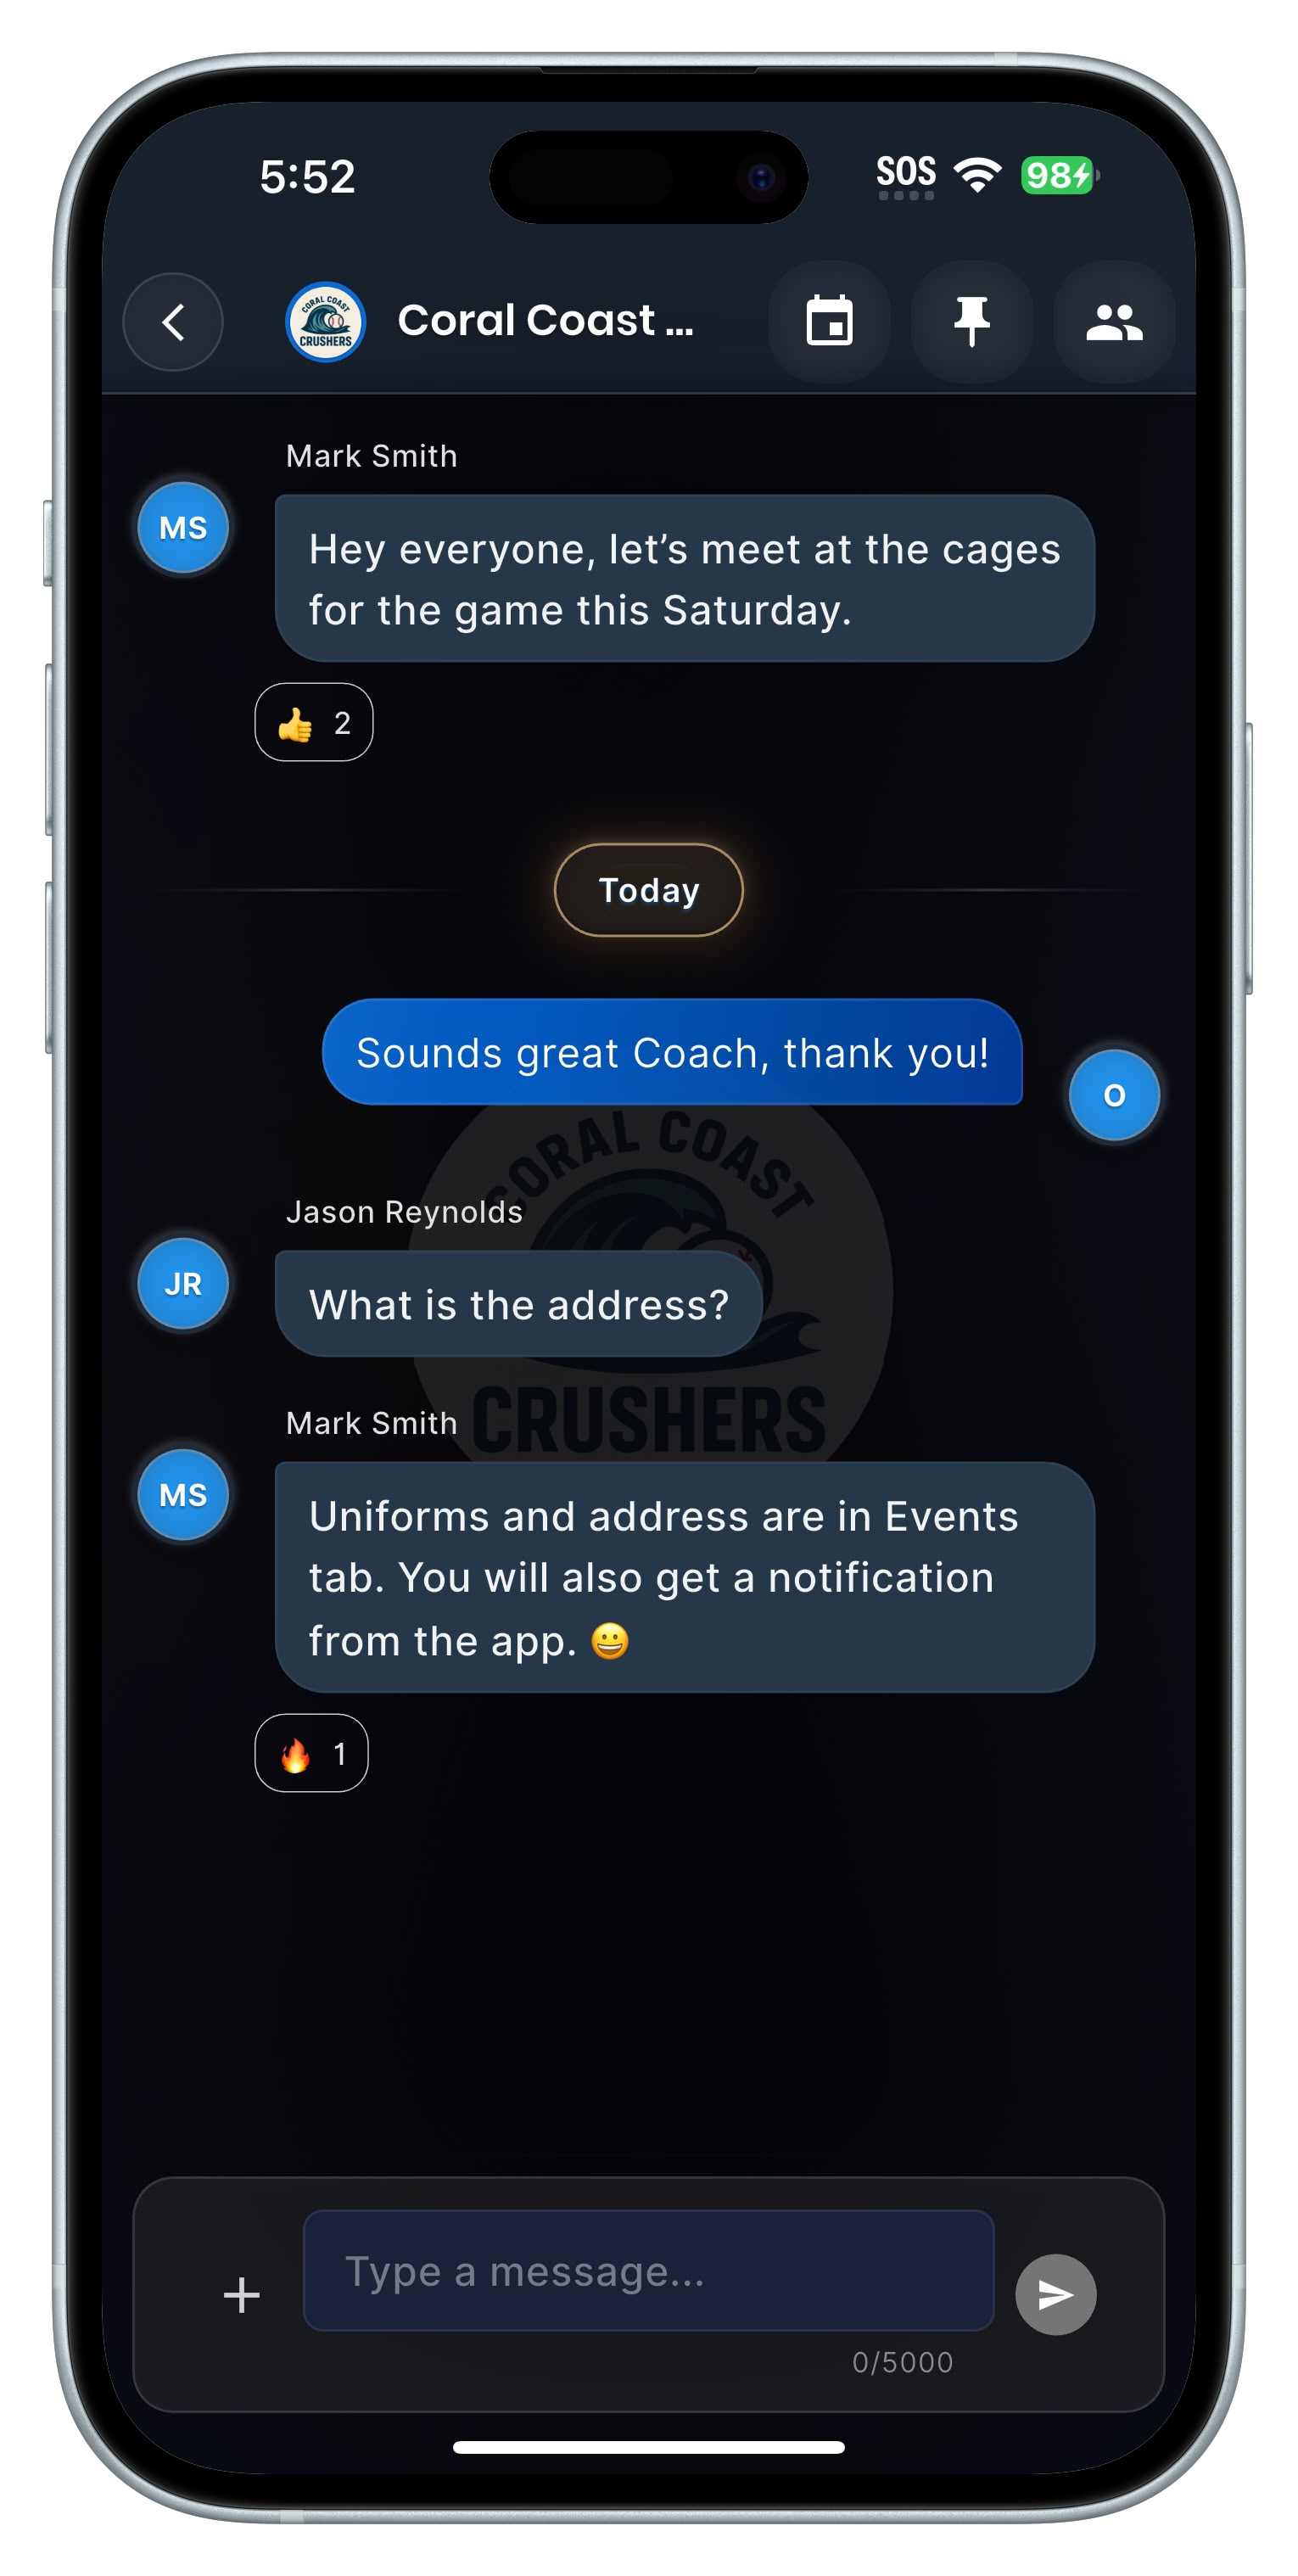 5:52
SOS
98
CORAL COAST
CRUSHERS
Coral Coast ...
Mark Smith
MS
Hey everyone, let’s meet at the cages
for the game this Saturday.
👍 2
Today
Sounds great Coach, thank you!
O
CORAL COAST
Jason Reynolds
JR
What is the address?
CRUSHERS
Mark Smith
MS
Uniforms and address are in Events
tab. You will also get a notification
from the app. 😀
🔥 1
Type a message...
0/5000